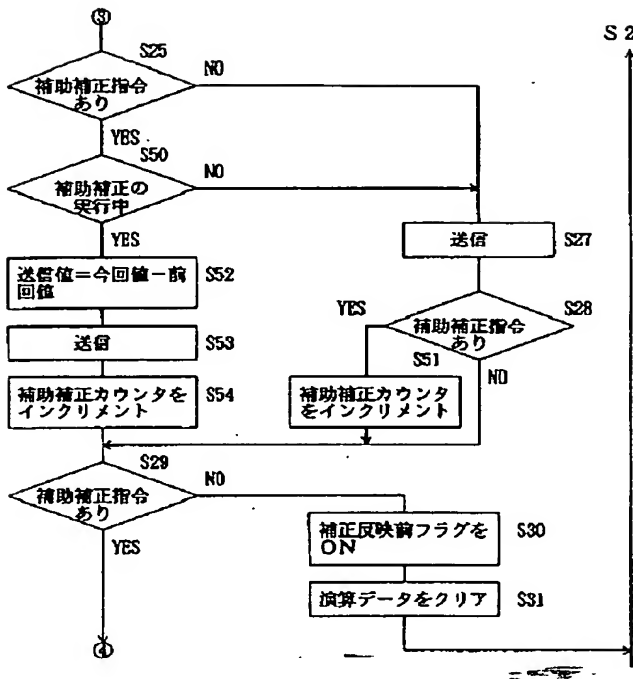 ③
S2
S25
補助補正指令
あり
NO
YES
S50
補助補正の
実行中
NO
YES
送信
S27
送信値＝今回値－前
回値
S52
S28
YES
補助補正指令
あり
送信
S53
S51
NO
補助補正カウンタを
インクリメント
S54
補助補正カウンタ
をインクリメント
S29
補助補正指令
あり
NO
YES
補正反映前フラグを
ON
S30
演算データをクリア
S31
④